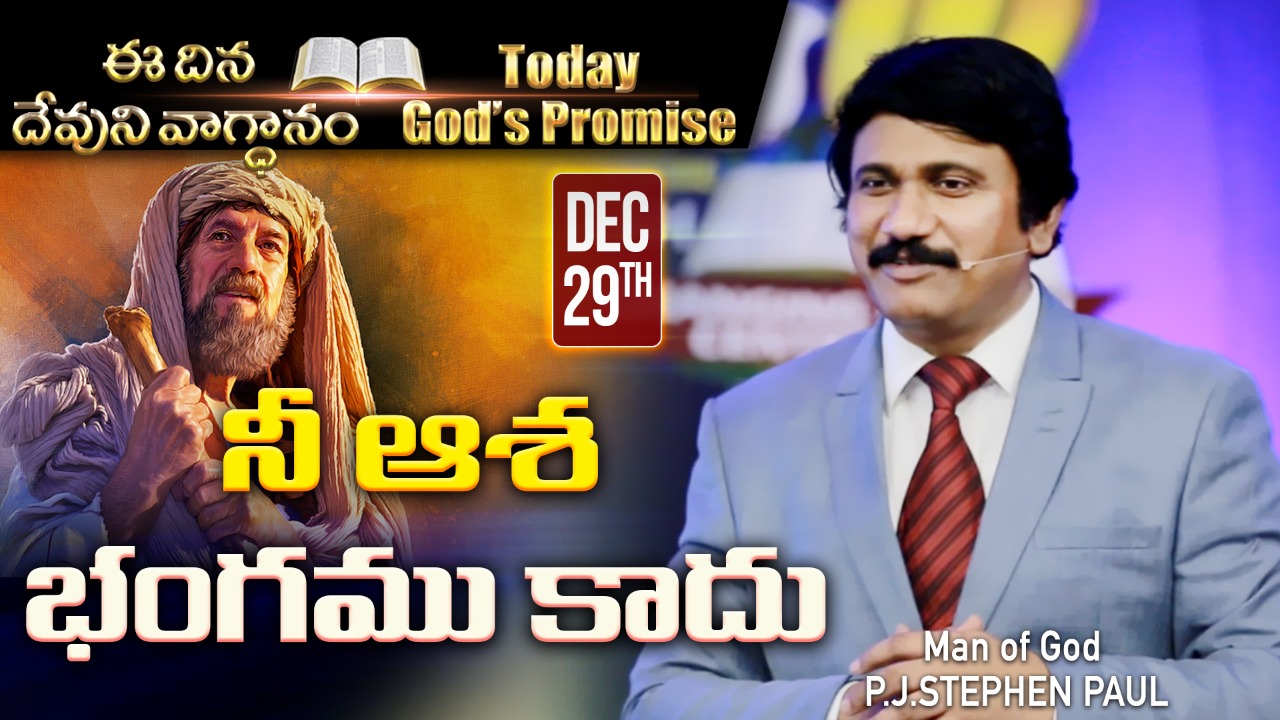 ఈ దిన
దేవుని వాగ్ధానం
Today
God's Promise
DEC
29TH
నీ ఆశ
భంగము కాదు
Man of God
P.J.STEPHEN PAUL